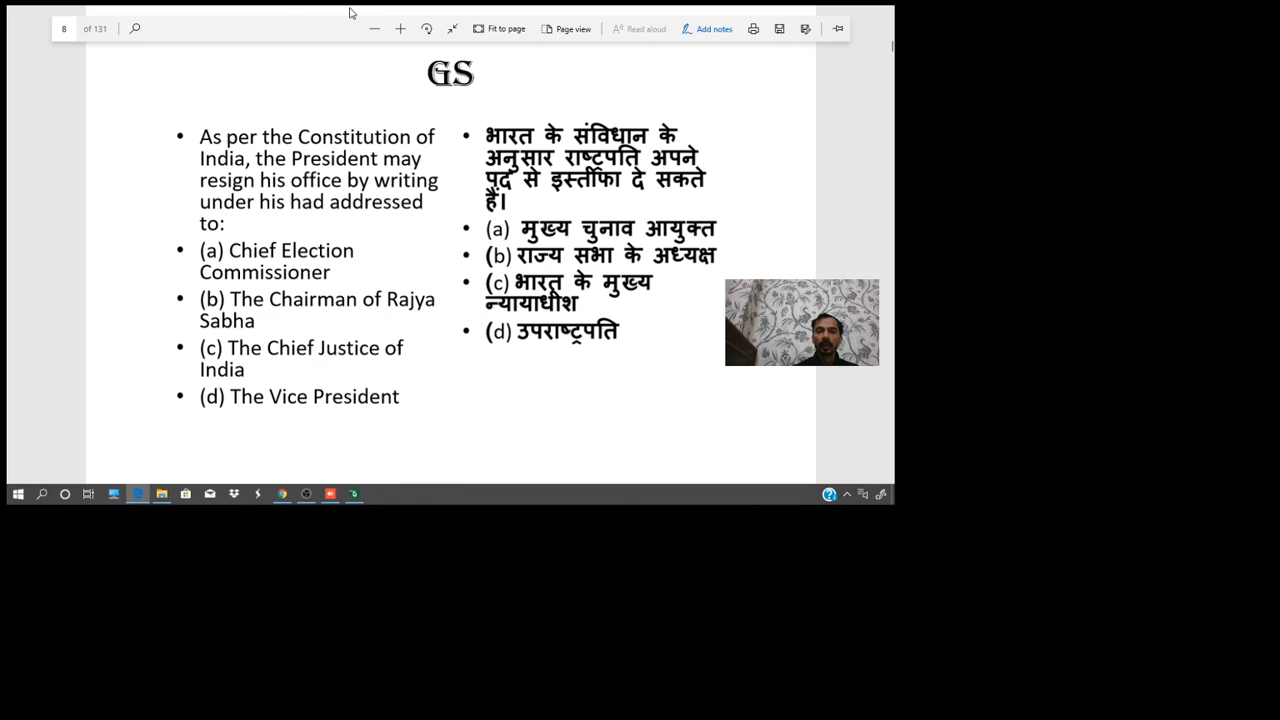 8 of 131 Fit to page Page view Read aloud Add notes
GS
As per the Constitution of
India, the President may
resign his office by writing
under his had addressed
to:
(a) Chief Election
Commissioner
(b) The Chairman of Rajya
Sabha
(c) The Chief Justice of
India
(d) The Vice President
भारत के संविधान के
अनुसार राष्ट्रपति अपने
पद से इस्तीफा दे सकते
हैं।
(a) मुख्य चुनाव आयुक्त
(b) राज्य सभा के अध्यक्ष
(c) भारत के मुख्य
न्यायाधीश
(d) उपराष्ट्रपति